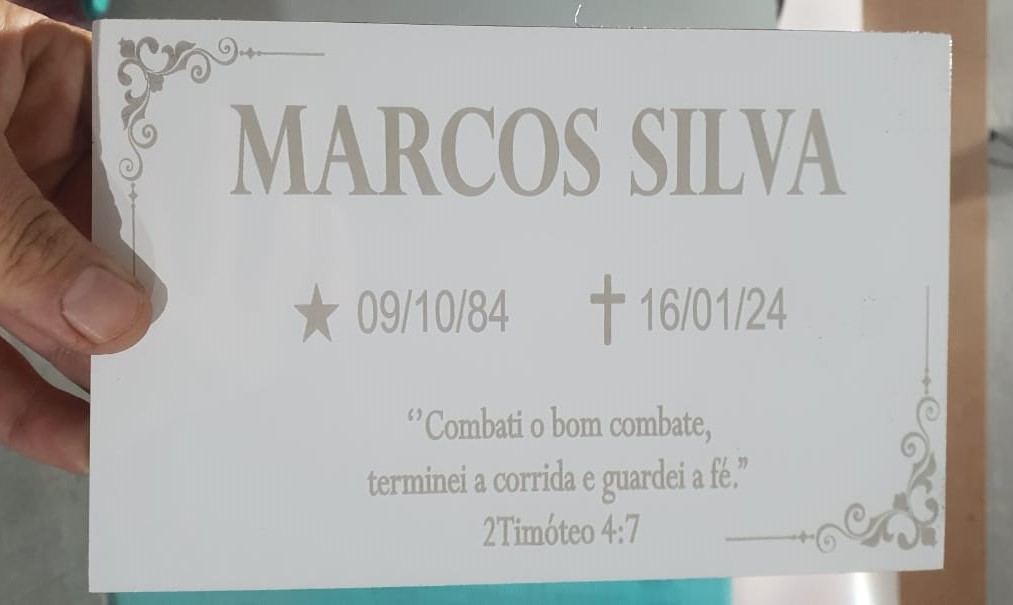 MARCOS SILVA
★ 09/10/84 ✝ 16/01/24
‘’Combati o bom combate,
terminei a corrida e guardei a fé.”
2Timóteo 4:7